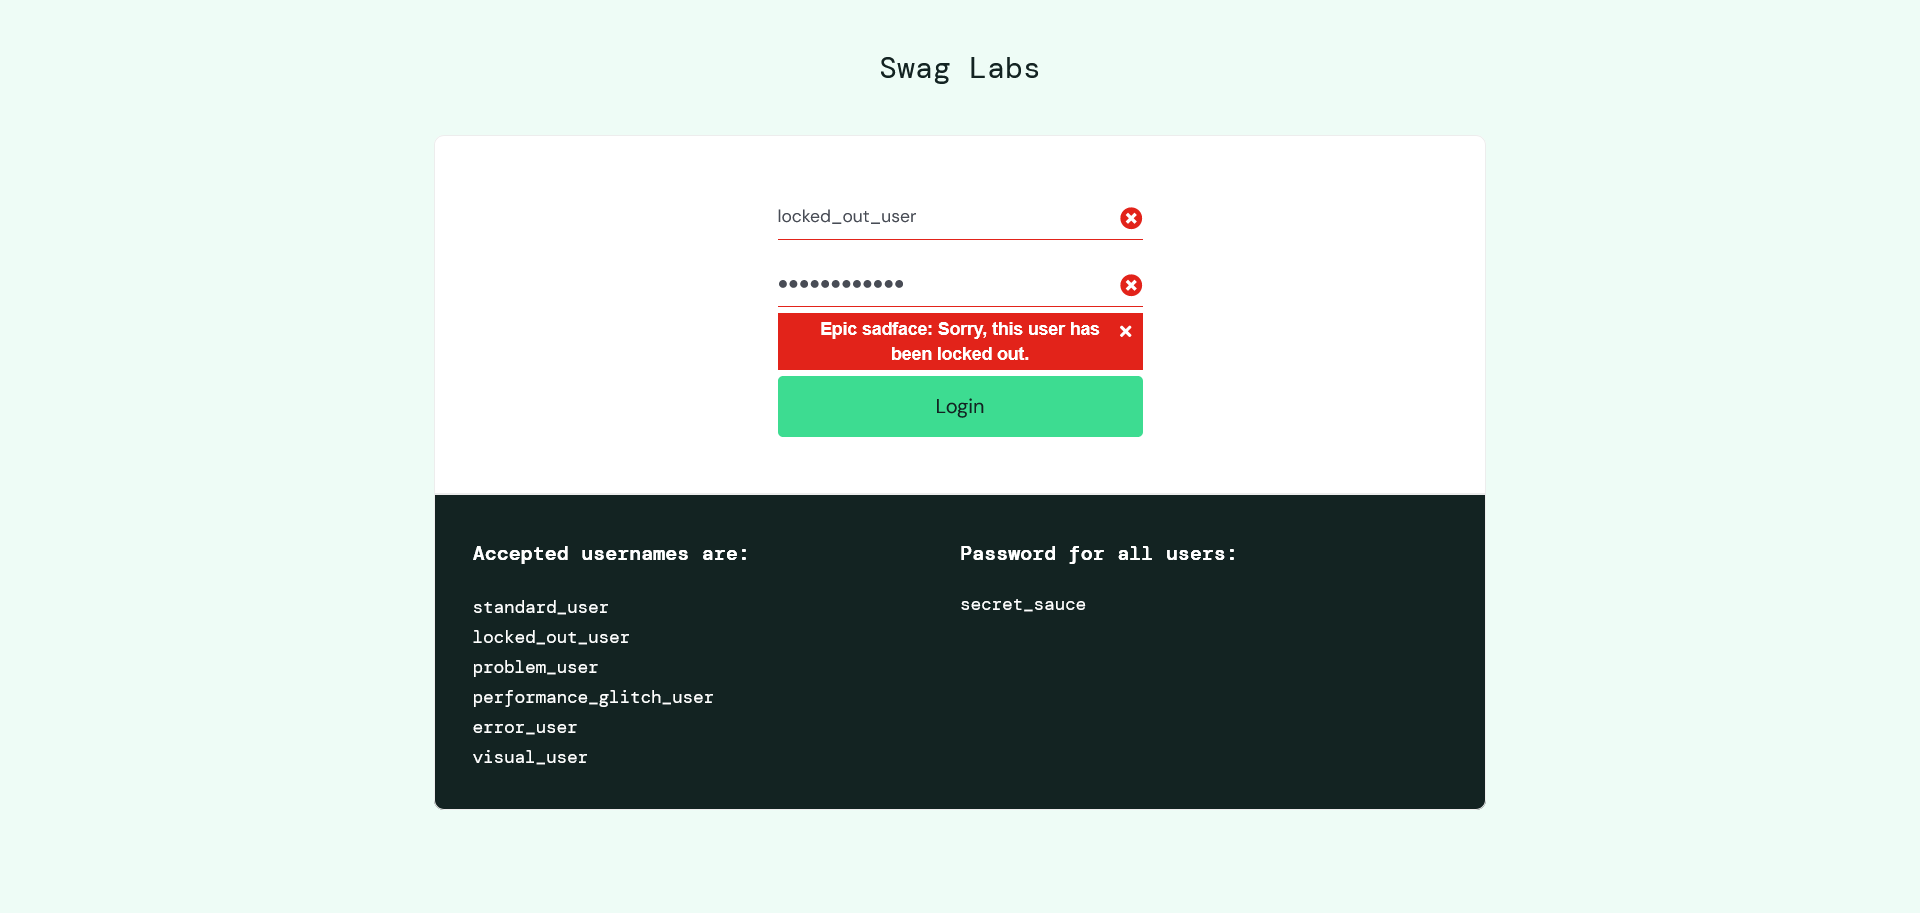 Swag Labs
locked_out_user
••••••••••••
Epic sadface: Sorry, this user has
been locked out.
Login
Accepted usernames are:
standard_user
locked_out_user
problem_user
performance_glitch_user
error_user
visual_user
Password for all users:
secret_sauce